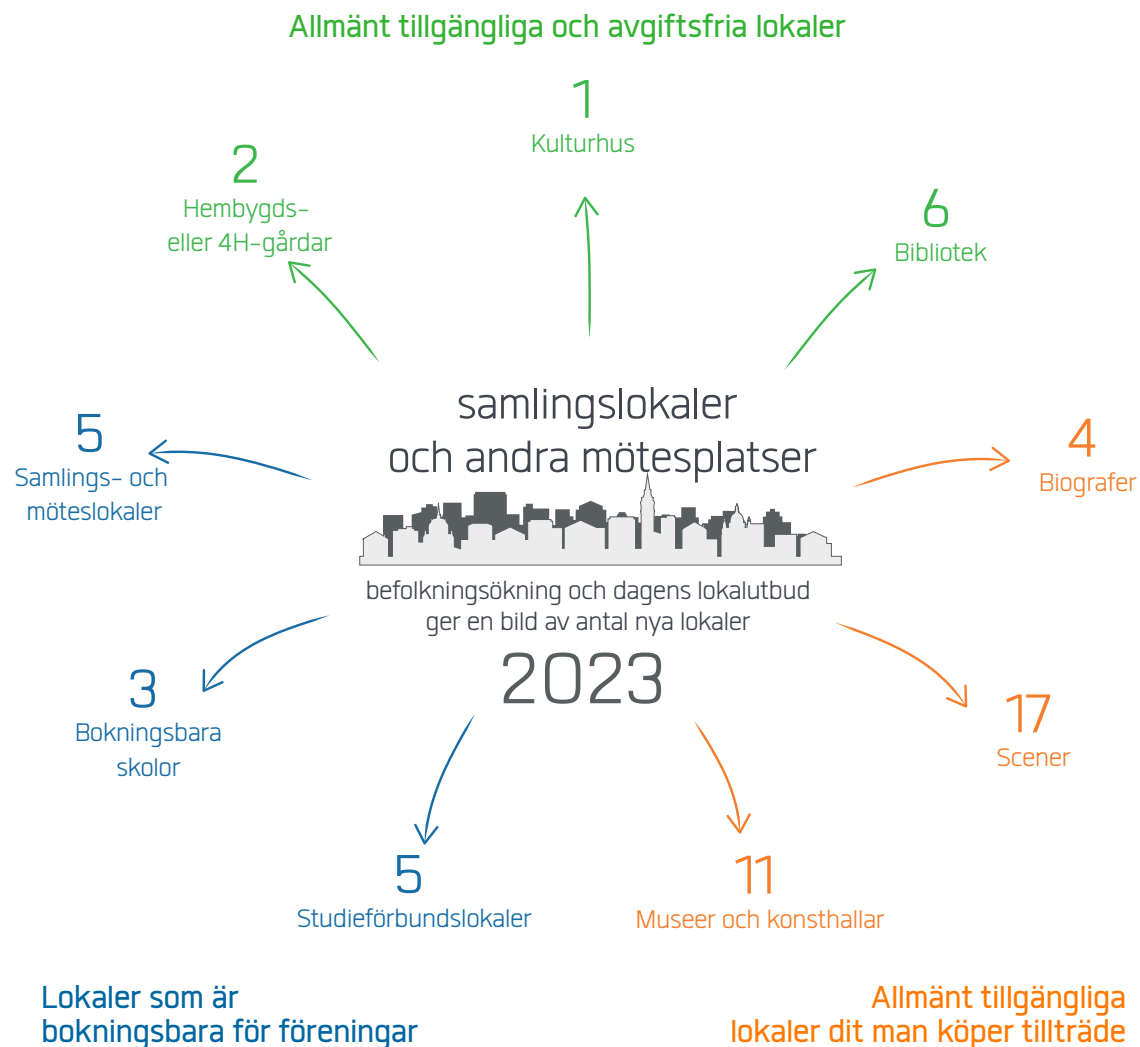 Allmänt tillgängliga och avgiftsfria lokaler
1
Kulturhus
2
Hembygds-
eller 4H-gårdar
6
Bibliotek
samlingslokaler
och andra mötesplatser
5
Samlings- och
möteslokaler
4
Biografer
befolkningsökning och dagens lokalutbud
ger en bild av antal nya lokaler
2023
3
Bokningsbara
skolor
17
Scener
5
Studieförbundslokaler
11
Museer och konsthallar
Lokaler som är
bokningsbara för föreningar
Allmänt tillgängliga
lokaler dit man köper tillträde